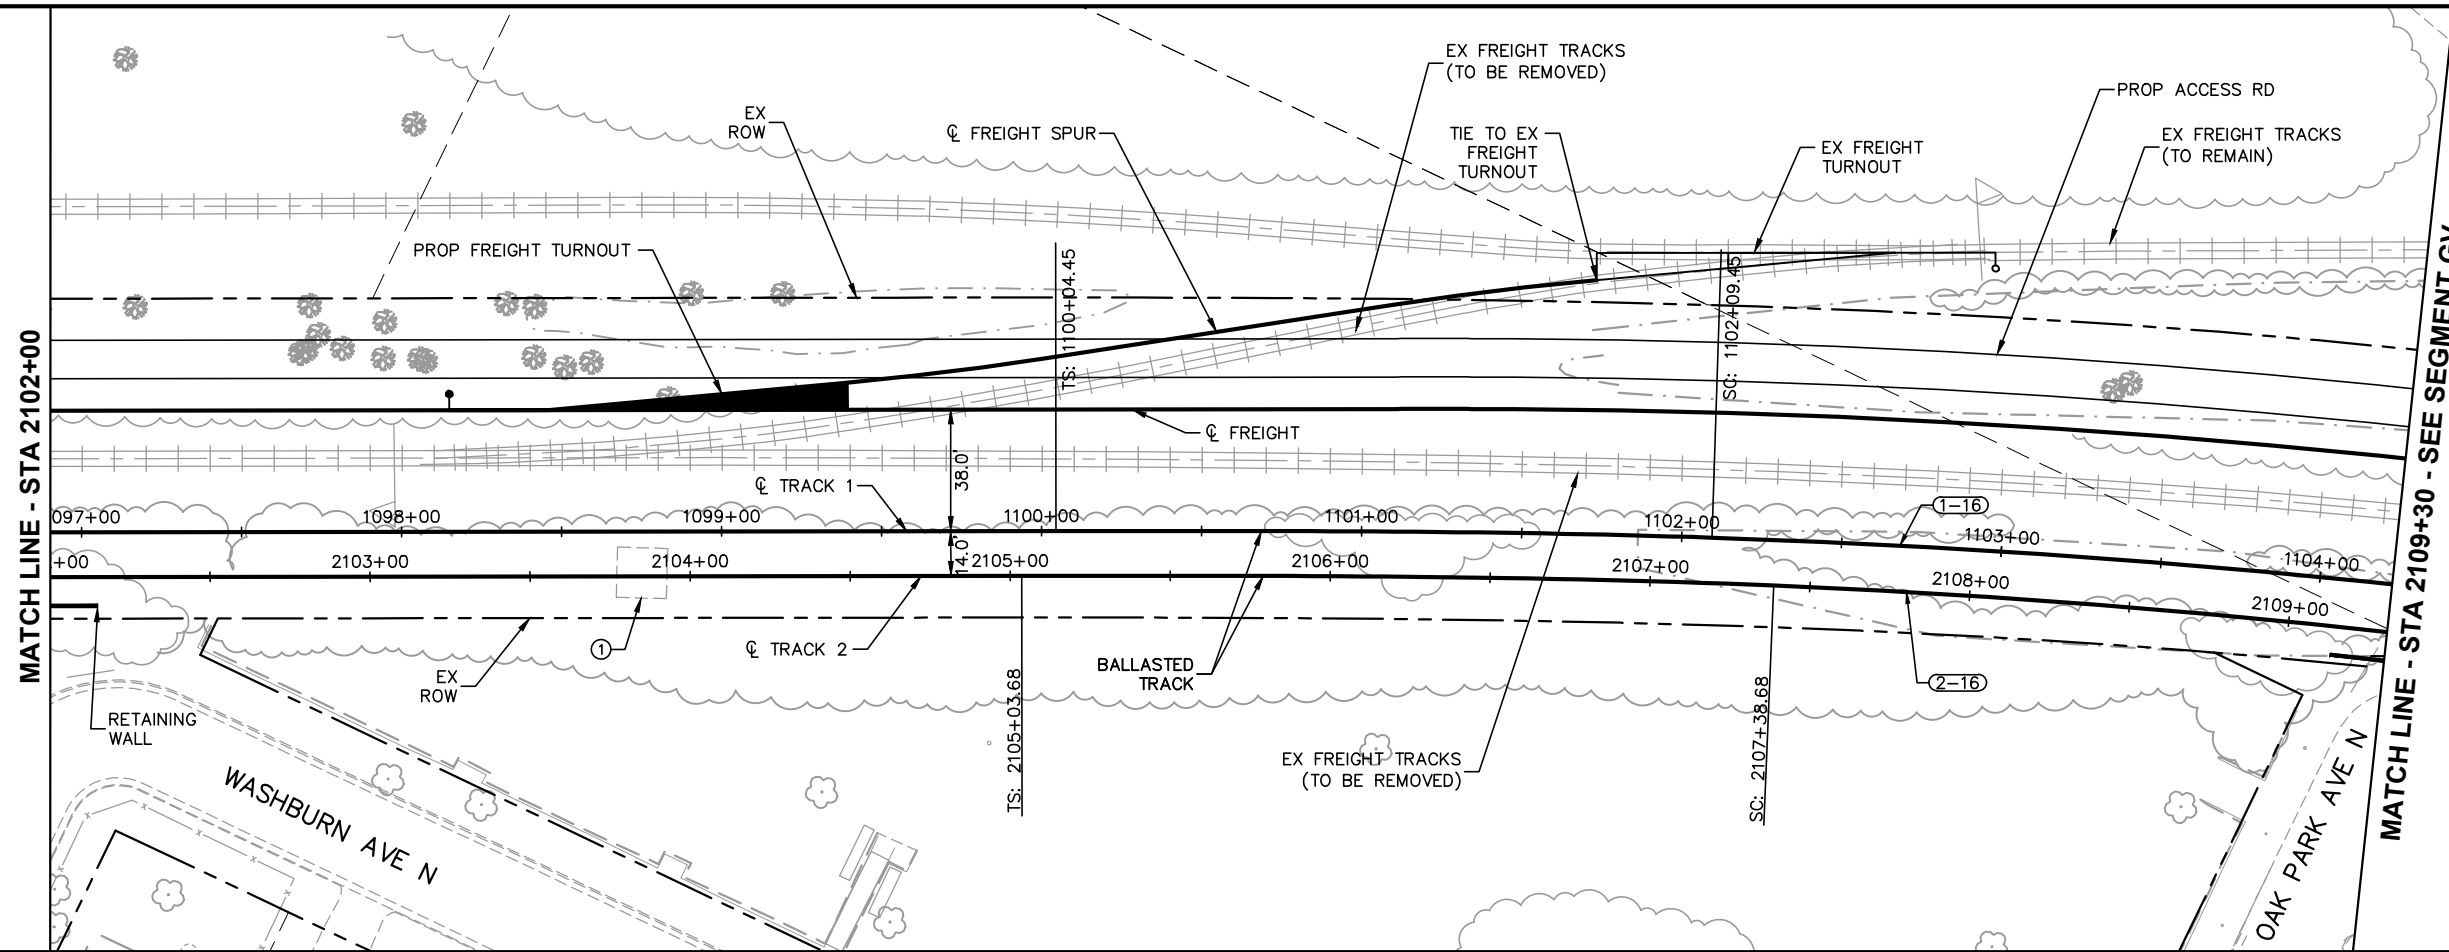 EX FREIGHT TRACKS
(TO BE REMOVED)
PROP ACCESS RD
EX
ROW
℄ FREIGHT SPUR
TIE TO EX
FREIGHT
TURNOUT
EX FREIGHT
TURNOUT
EX FREIGHT TRACKS
(TO REMAIN)
PROP FREIGHT TURNOUT
TS: 1100+04.45
SC: 1102+09.45
MATCH LINE - STA 2102+00
MATCH LINE - STA 2109+30 - SEE SEGMENT
℄ FREIGHT
38.0'
℄ TRACK 1
097+00
1098+00
1099+00
1100+00
1101+00
1102+00
1-16
1103+00
1104+00
14.0'
+00
2103+00
2104+00
2105+00
2106+00
2107+00
2108+00
2109+00
1
℄ TRACK 2
EX
ROW
BALLASTED
TRACK
2-16
RETAINING
WALL
TS: 2105+03.68
SC: 2107+38.68
EX FREIGHT TRACKS
(TO BE REMOVED)
WASHBURN AVE N
OAK PARK AVE N